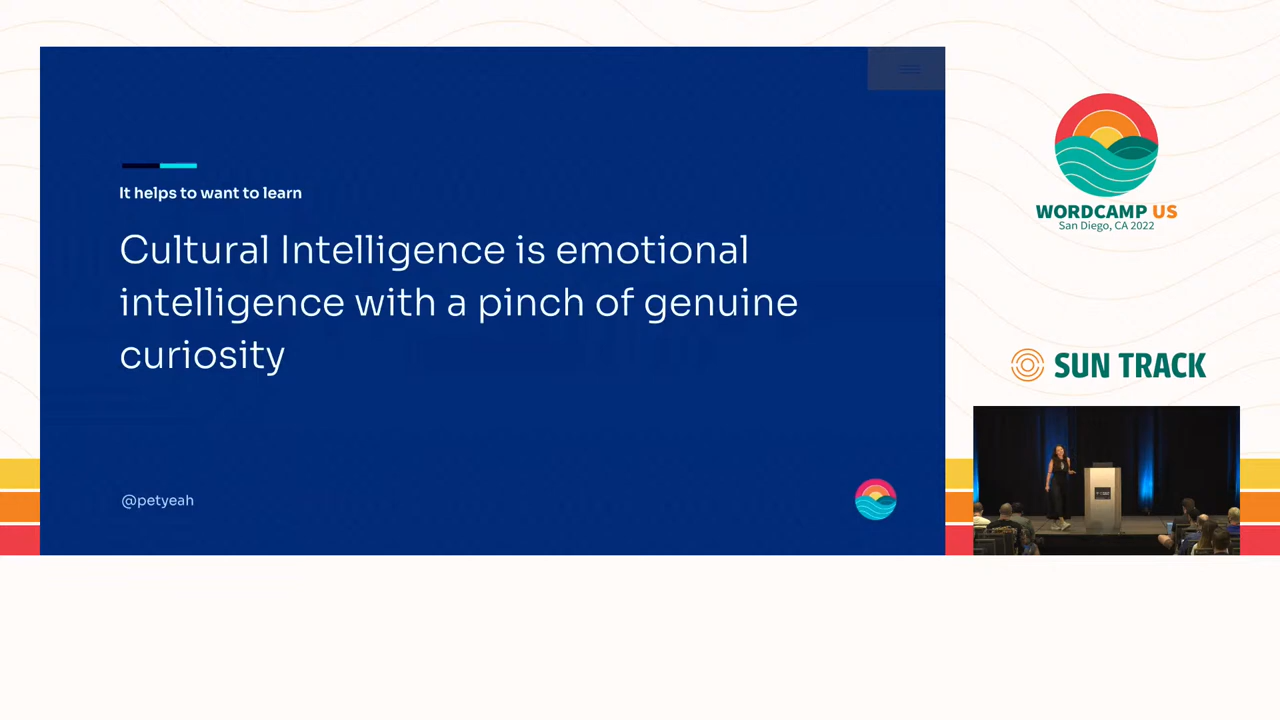 It helps to want to learn
Cultural Intelligence is emotional
intelligence with a pinch of genuine
curiosity
@petyeah
WORDCAMP US
San Diego, CA 2022
SUN TRACK